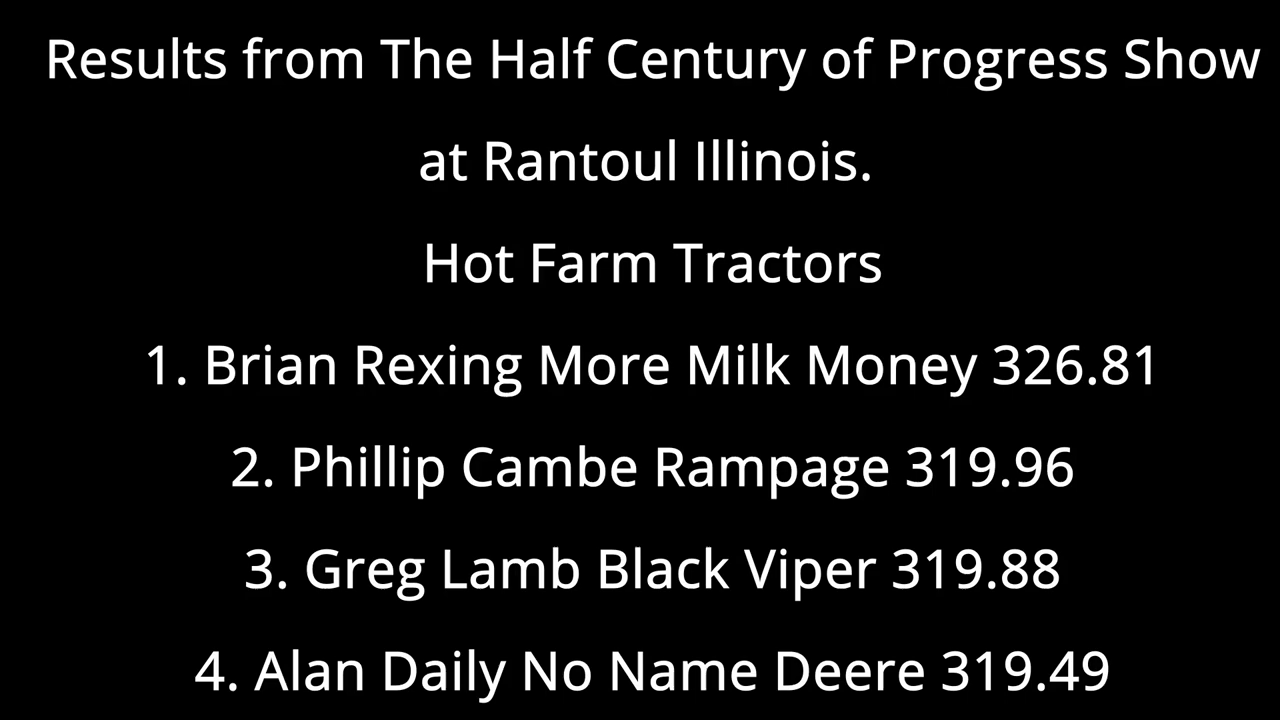 Results from The Half Century of Progress Show
at Rantoul Illinois.
Hot Farm Tractors
1. Brian Rexing More Milk Money 326.81
2. Phillip Cambe Rampage 319.96
3. Greg Lamb Black Viper 319.88
4. Alan Daily No Name Deere 319.49